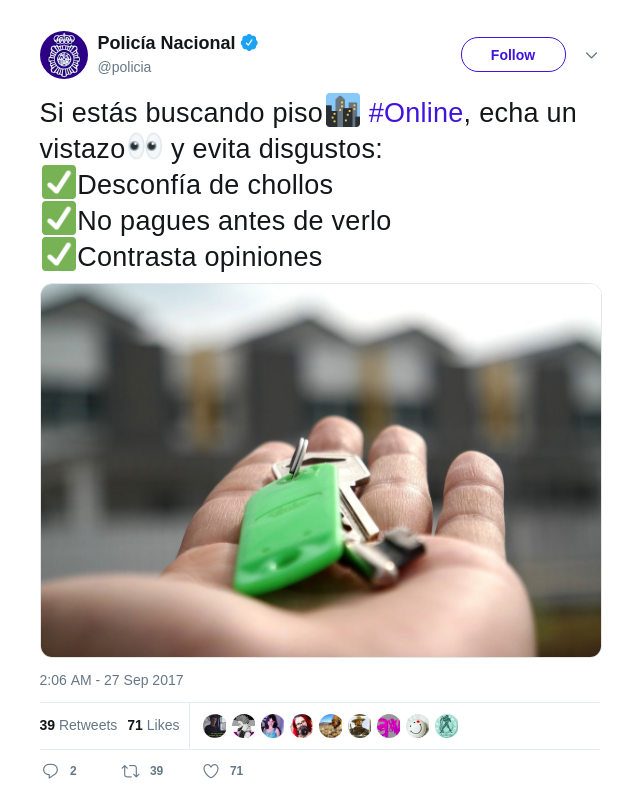 Policía Nacional
@policia
Follow
Si estás buscando piso🏙️ #Online, echa un
vistazo👀 y evita disgustos:
✅Desconfía de chollos
✅No pagues antes de verlo
✅Contrasta opiniones
2:06 AM - 27 Sep 2017
39 Retweets 71 Likes
2 39 71